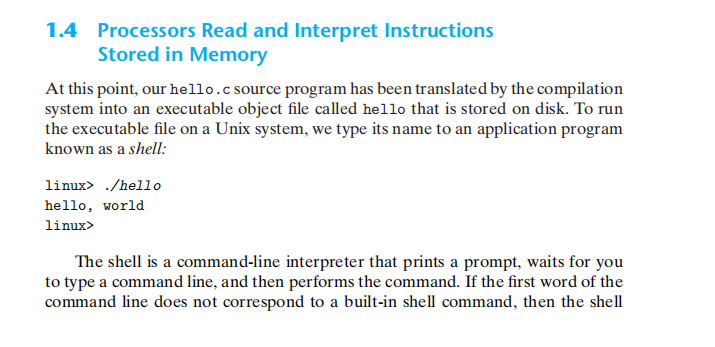 1.4 Processors Read and Interpret Instructions
Stored in Memory
At this point, our hello.c source program has been translated by the compilation
system into an executable object file called hello that is stored on disk. To run
the executable file on a Unix system, we type its name to an application program
known as a shell:
linux> ./hello
hello, world
linux>
The shell is a command-line interpreter that prints a prompt, waits for you
to type a command line, and then performs the command. If the first word of the
command line does not correspond to a built-in shell command, then the shell